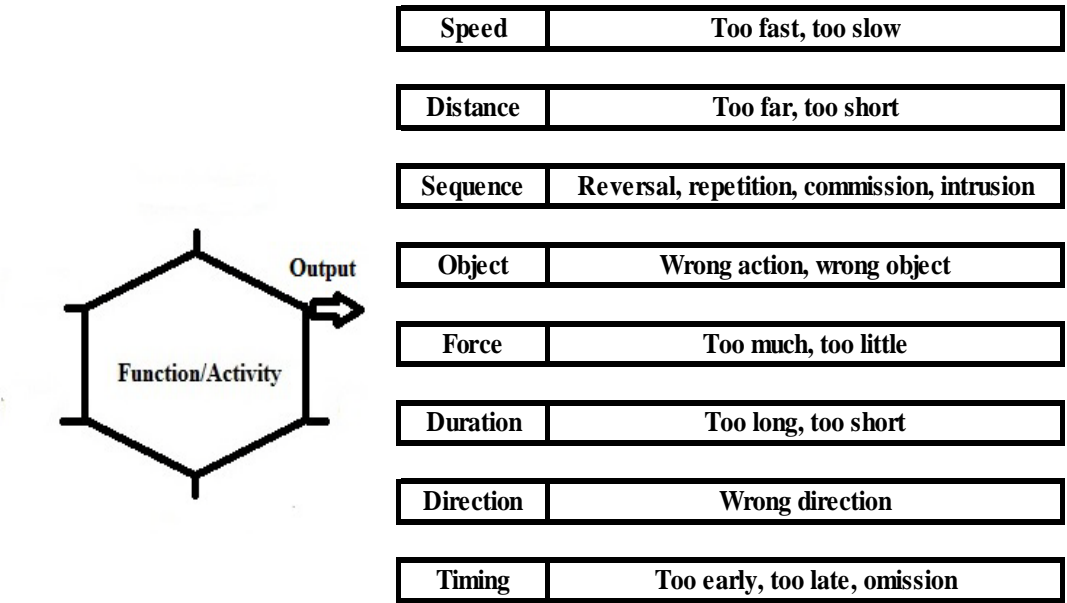 Speed Too fast, too slow
Distance Too far, too short
Sequence Reversal, repetition, commission, intrusion
Output
Object Wrong action, wrong object
Force Too much, too little
Function/Activity
Duration Too long, too short
Direction Wrong direction
Timing Too early, too late, omission